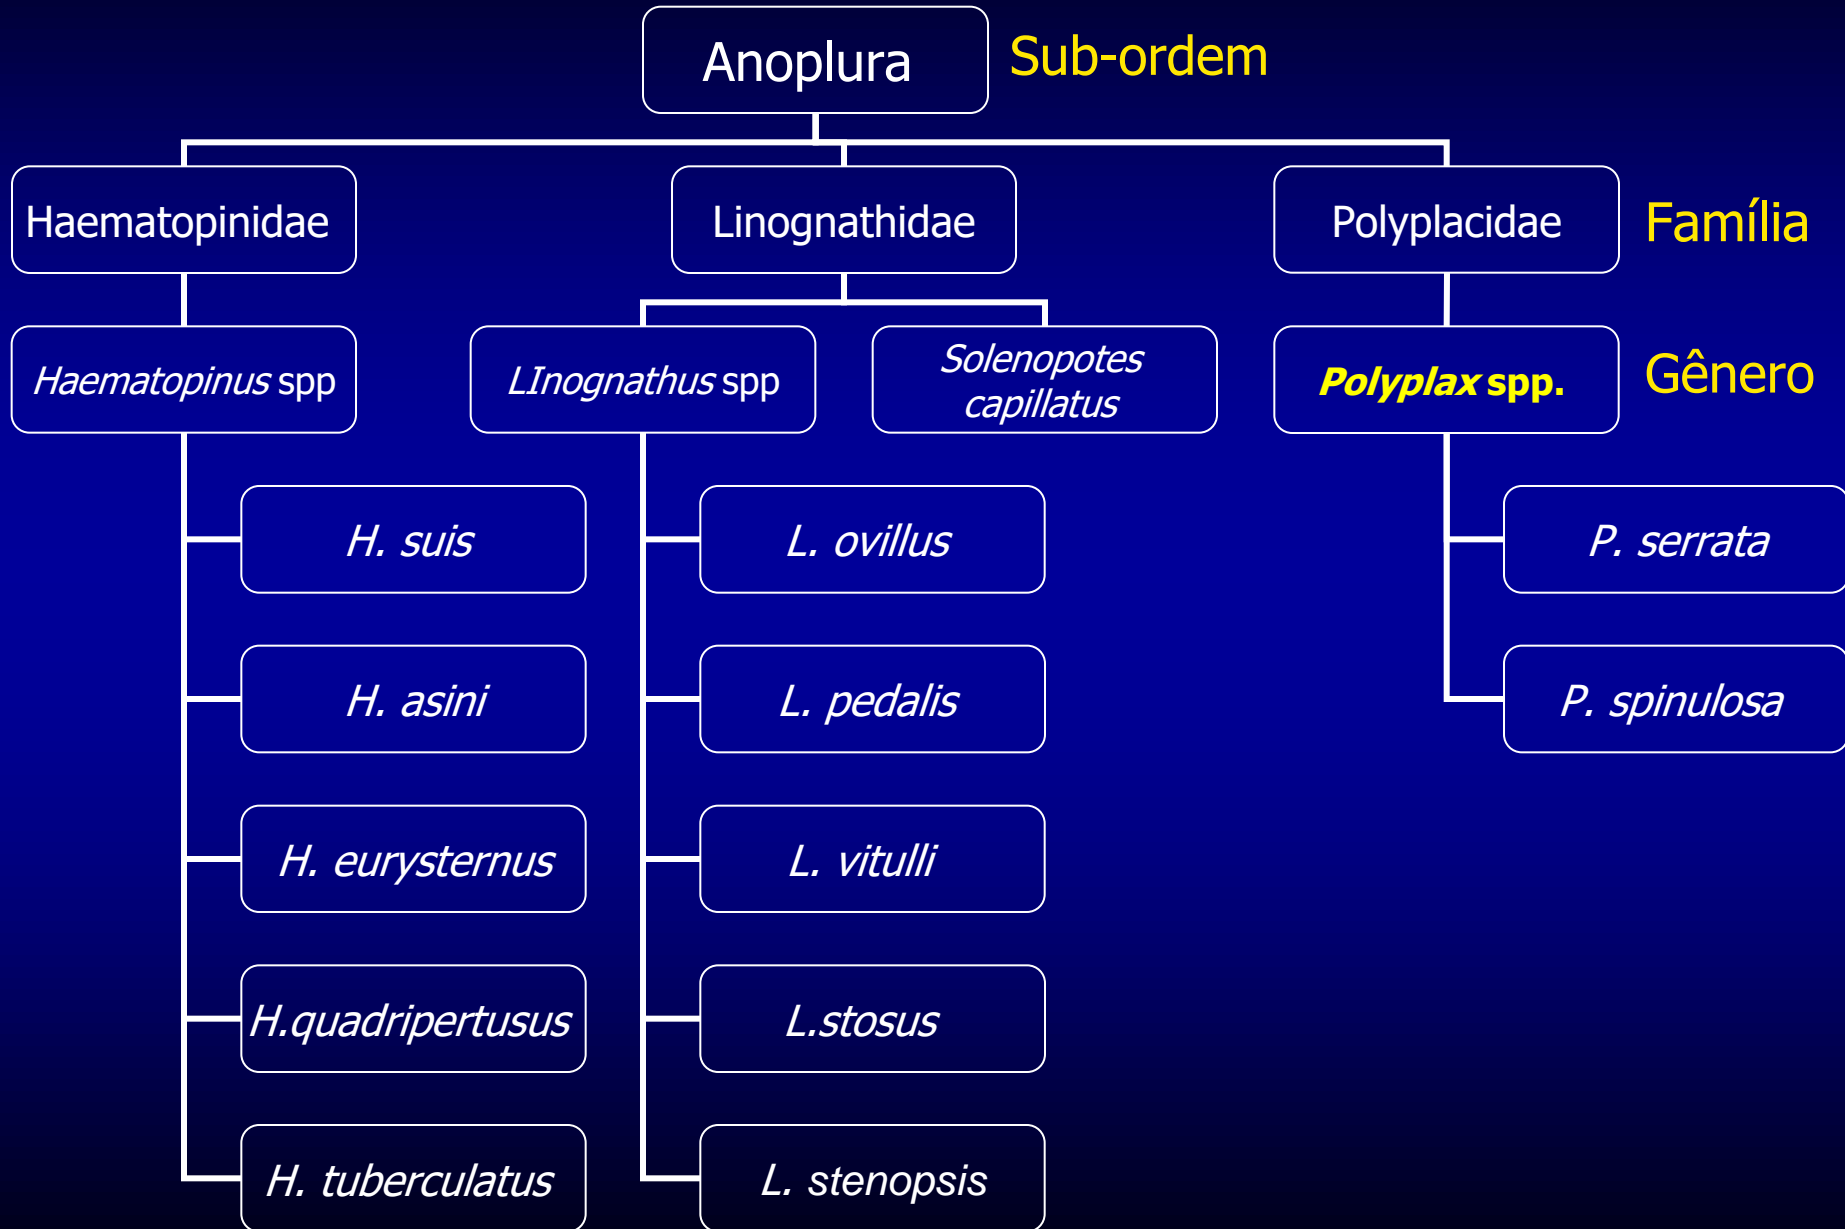 Anoplura
Sub-ordem
Haematopinidae
Linognathidae
Polyplacidae
Família
Haematopinus spp
LInognathus spp
Solenopotes
capillatus
Polyplax spp.
Gênero
H. suis
L. ovillus
P. serrata
H. asini
L. pedalis
P. spinulosa
H. eurysternus
L. vitulli
H.quadripertusus
L.stosus
H. tuberculatus
L. stenopsis